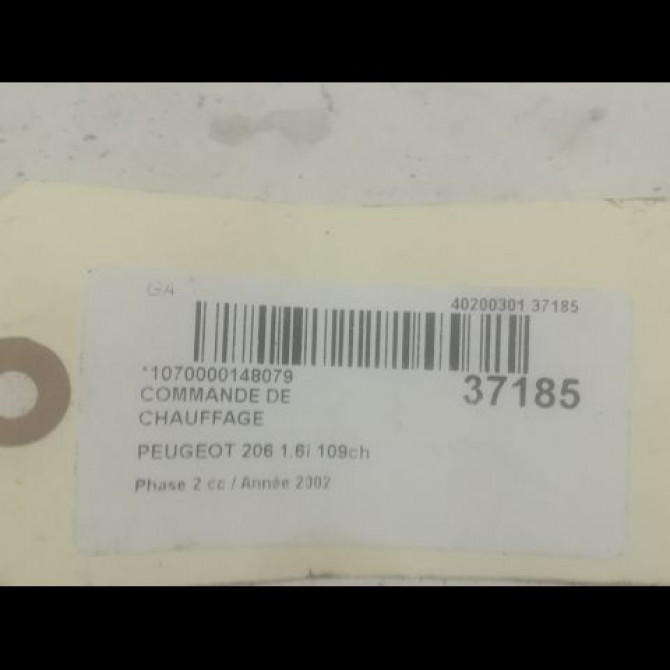 GA
40200301 37185
*1070000148079
37185
COMMANDE DE
CHAUFFAGE
PEUGEOT 206 1.6i 109ch
Phase 2 cc / Année 2002